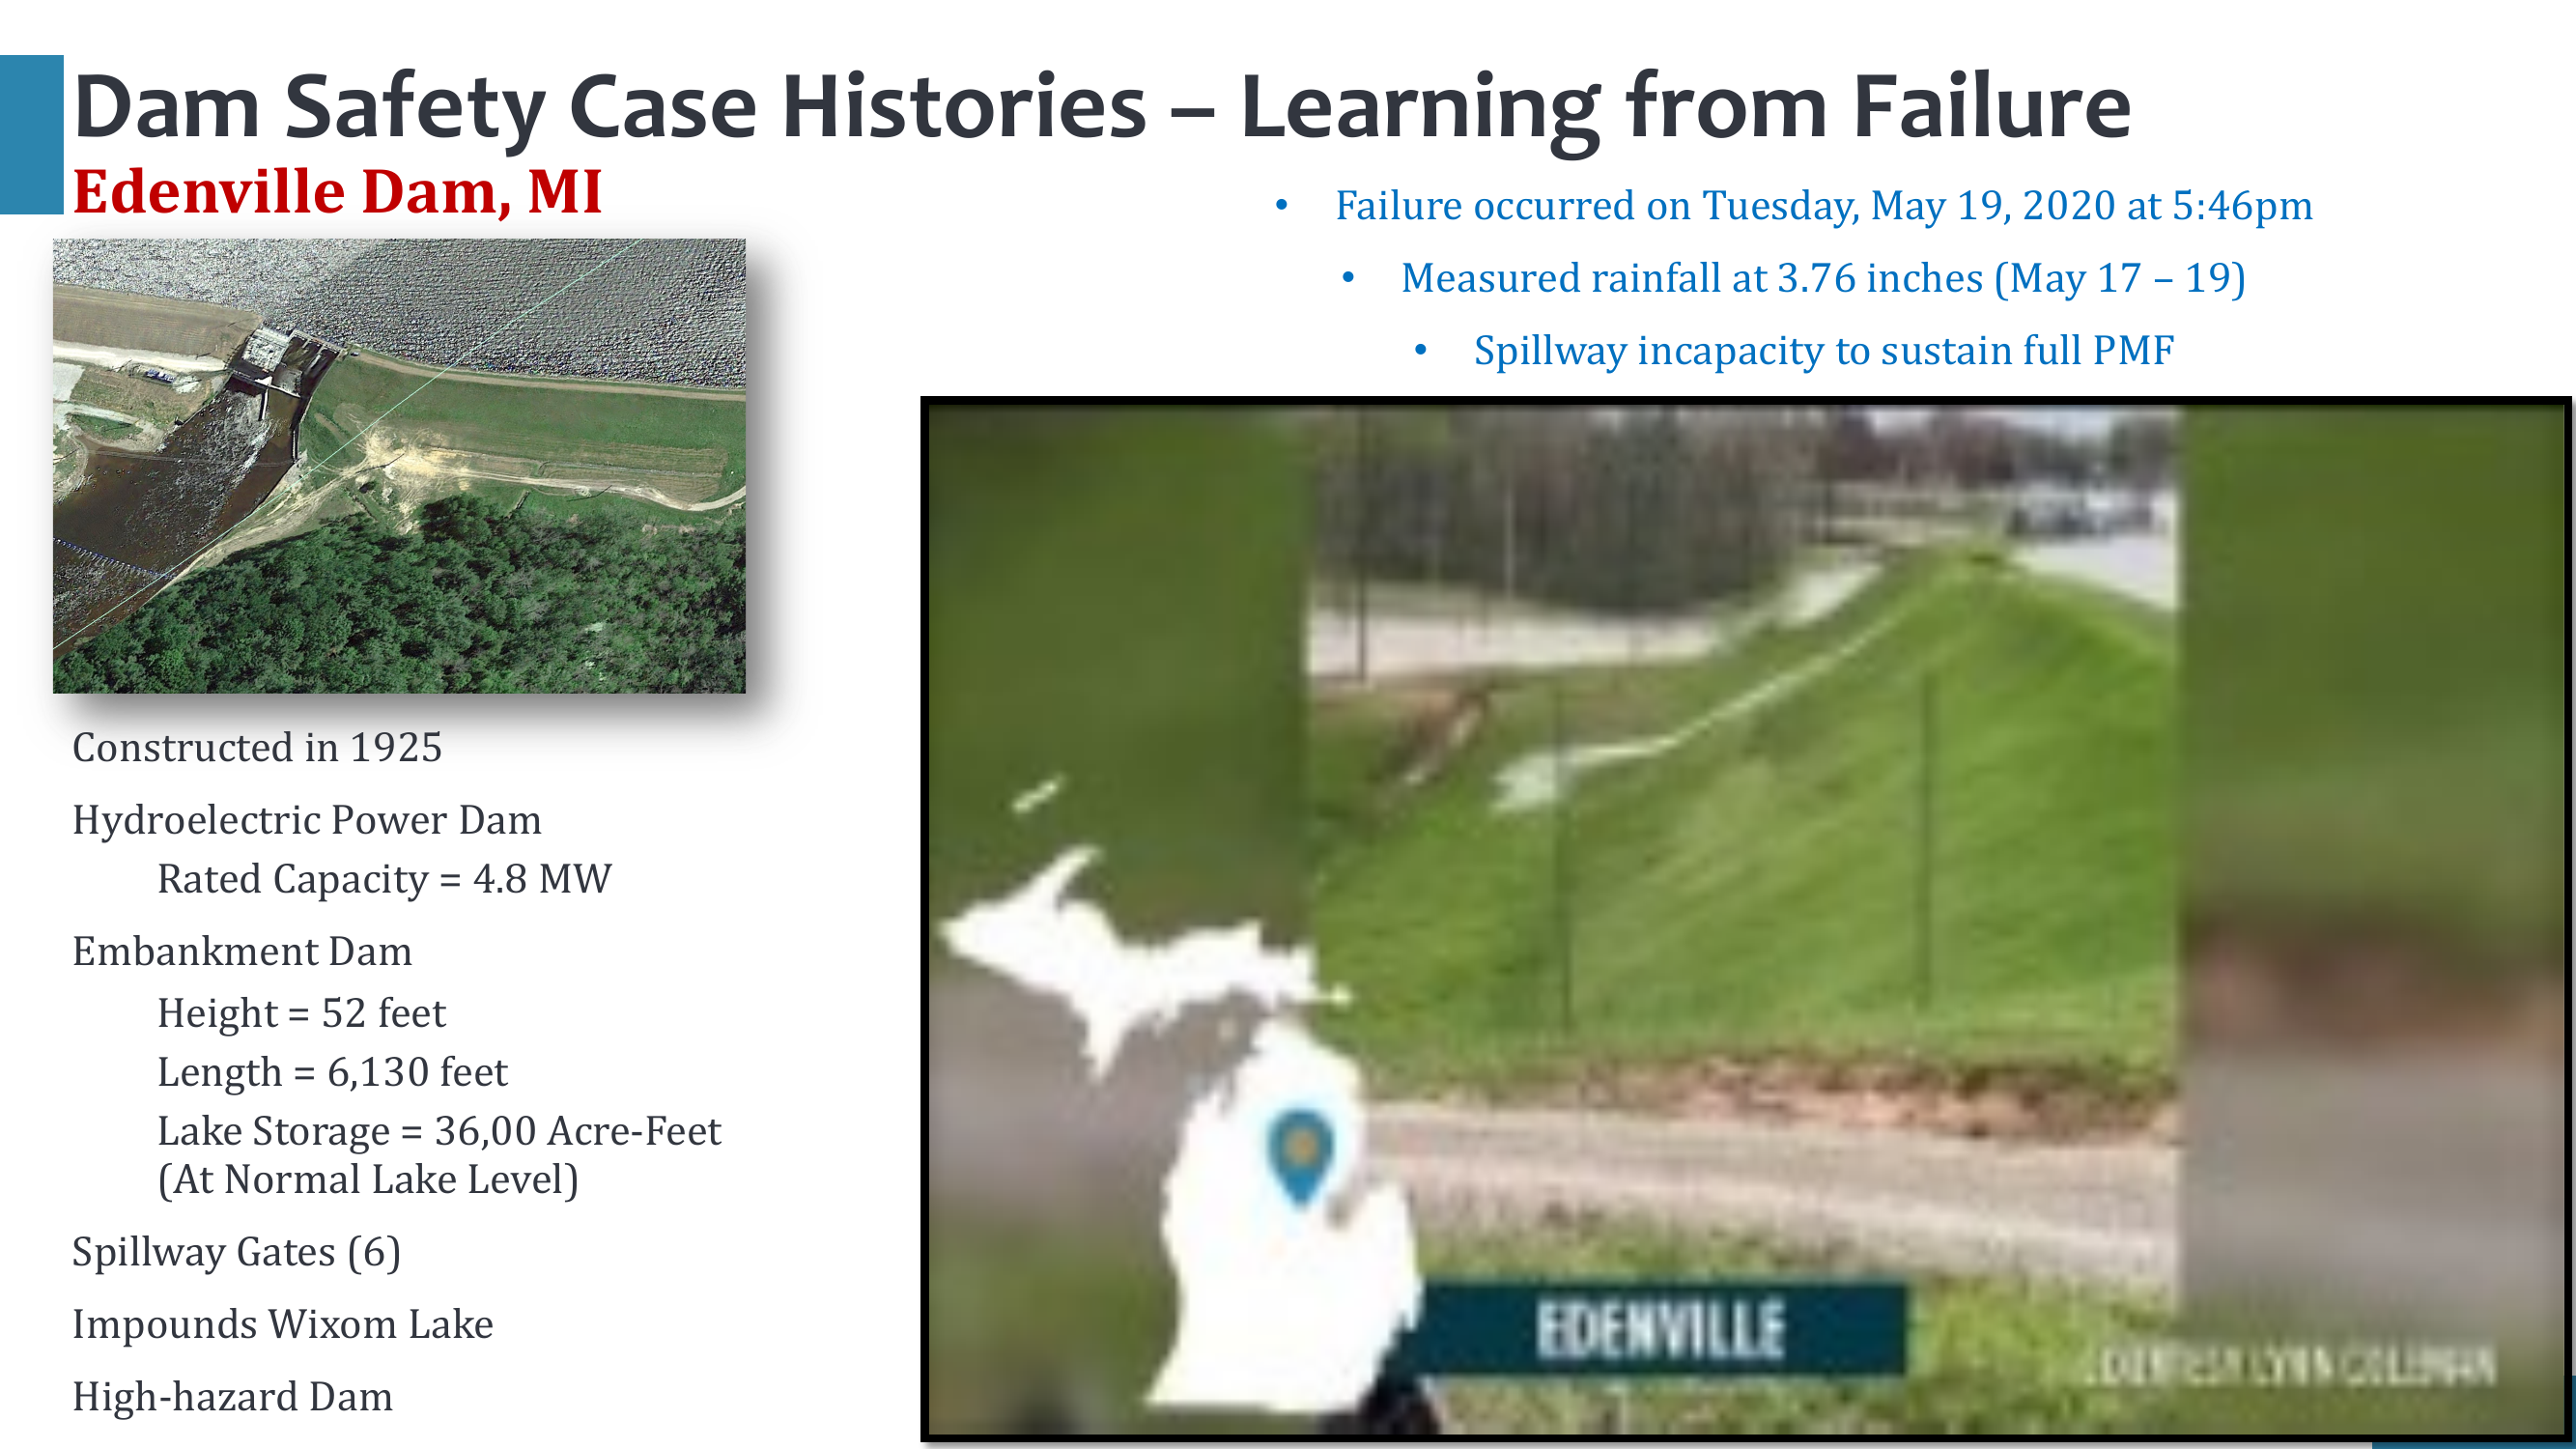 Dam Safety Case Histories – Learning from Failure
Edenville Dam, MI
• Failure occurred on Tuesday, May 19, 2020 at 5:46pm
• Measured rainfall at 3.76 inches (May 17 – 19)
• Spillway incapacity to sustain full PMF
Constructed in 1925
Hydroelectric Power Dam
Rated Capacity = 4.8 MW
Embankment Dam
Height = 52 feet
Length = 6,130 feet
Lake Storage = 36,00 Acre-Feet
(At Normal Lake Level)
Spillway Gates (6)
Impounds Wixom Lake
High-hazard Dam
EDENVILLE
LYNN COLEMAN